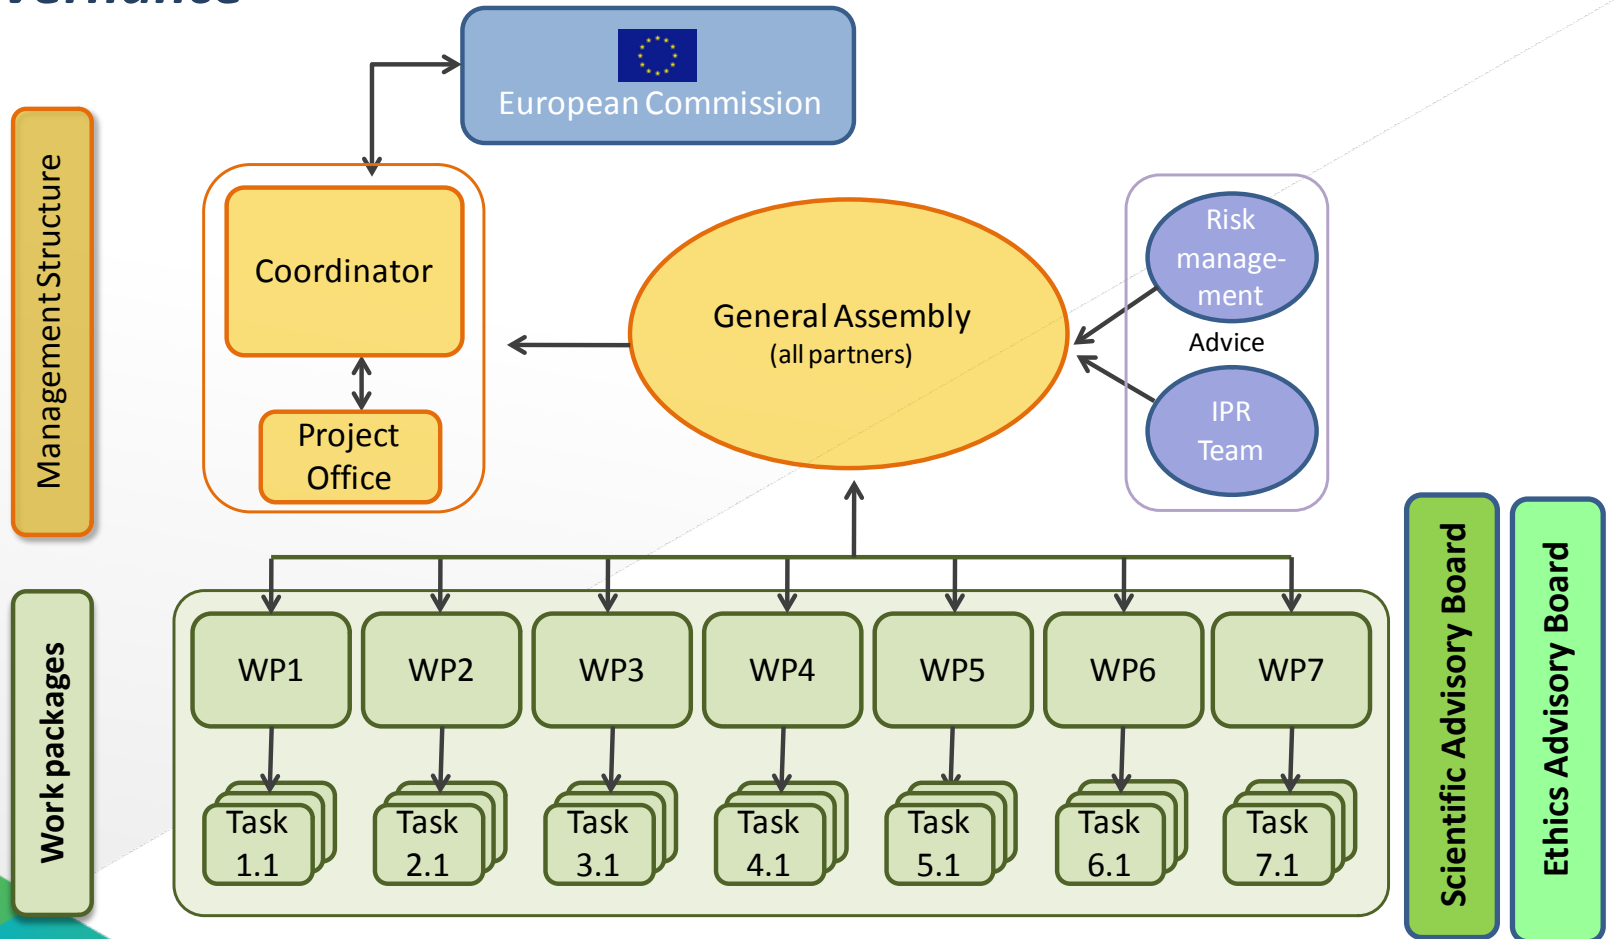 European Commission
Management Structure
Coordinator
Project
Office
General Assembly
(all partners)
Risk
manage-
ment
Advice
IPR
Team
Work packages
WP1
WP2
WP3
WP4
WP5
WP6
WP7
Task
1.1
Task
2.1
Task
3.1
Task
4.1
Task
5.1
Task
6.1
Task
7.1
Scientific Advisory Board
Ethics Advisory Board